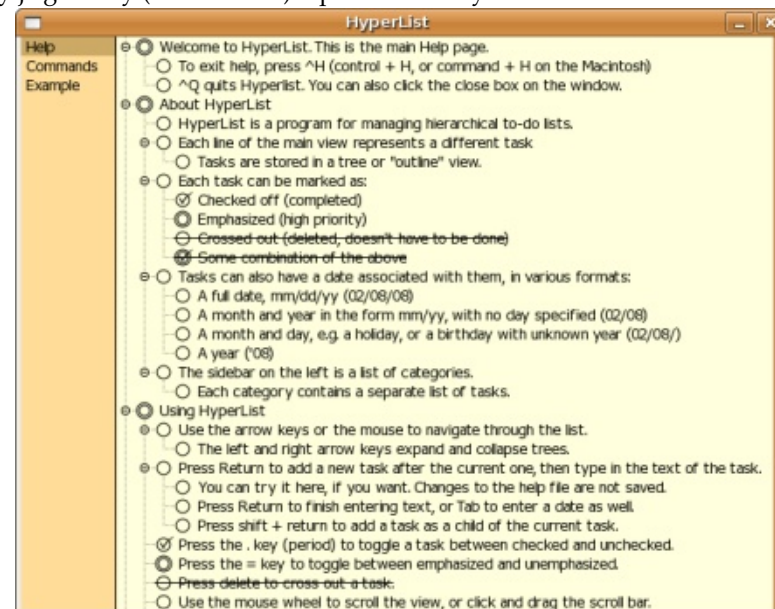 HyperList
Help
Commands
Example
Welcome to HyperList. This is the main Help page.
To exit help, press ^H (control + H, or command + H on the Macintosh)
^Q quits Hyperlist. You can also click the close box on the window.
About HyperList
HyperList is a program for managing hierarchical to-do lists.
Each line of the main view represents a different task
Tasks are stored in a tree or "outline" view.
Each task can be marked as:
Checked off (completed)
Emphasized (high priority)
Crossed out (deleted, doesn't have to be done)
Some combination of the above
Tasks can also have a date associated with them, in various formats:
A full date, mm/dd/yy (02/08/08)
A month and year in the form mm/yy, with no day specified (02/08)
A month and day, e.g. a holiday, or a birthday with unknown year (02/08/)
A year ('08)
The sidebar on the left is a list of categories.
Each category contains a separate list of tasks.
Using HyperList
Use the arrow keys or the mouse to navigate through the list.
The left and right arrow keys expand and collapse trees.
Press Return to add a new task after the current one, then type in the text of the task.
You can try it here, if you want. Changes to the help file are not saved.
Press Return to finish entering text, or Tab to enter a date as well.
Press shift + return to add a task as a child of the current task.
Press the . key (period) to toggle a task between checked and unchecked.
Press the = key to toggle between emphasized and unemphasized.
Press delete to cross out a task.
Use the mouse wheel to scroll the view, or click and drag the scroll bar.